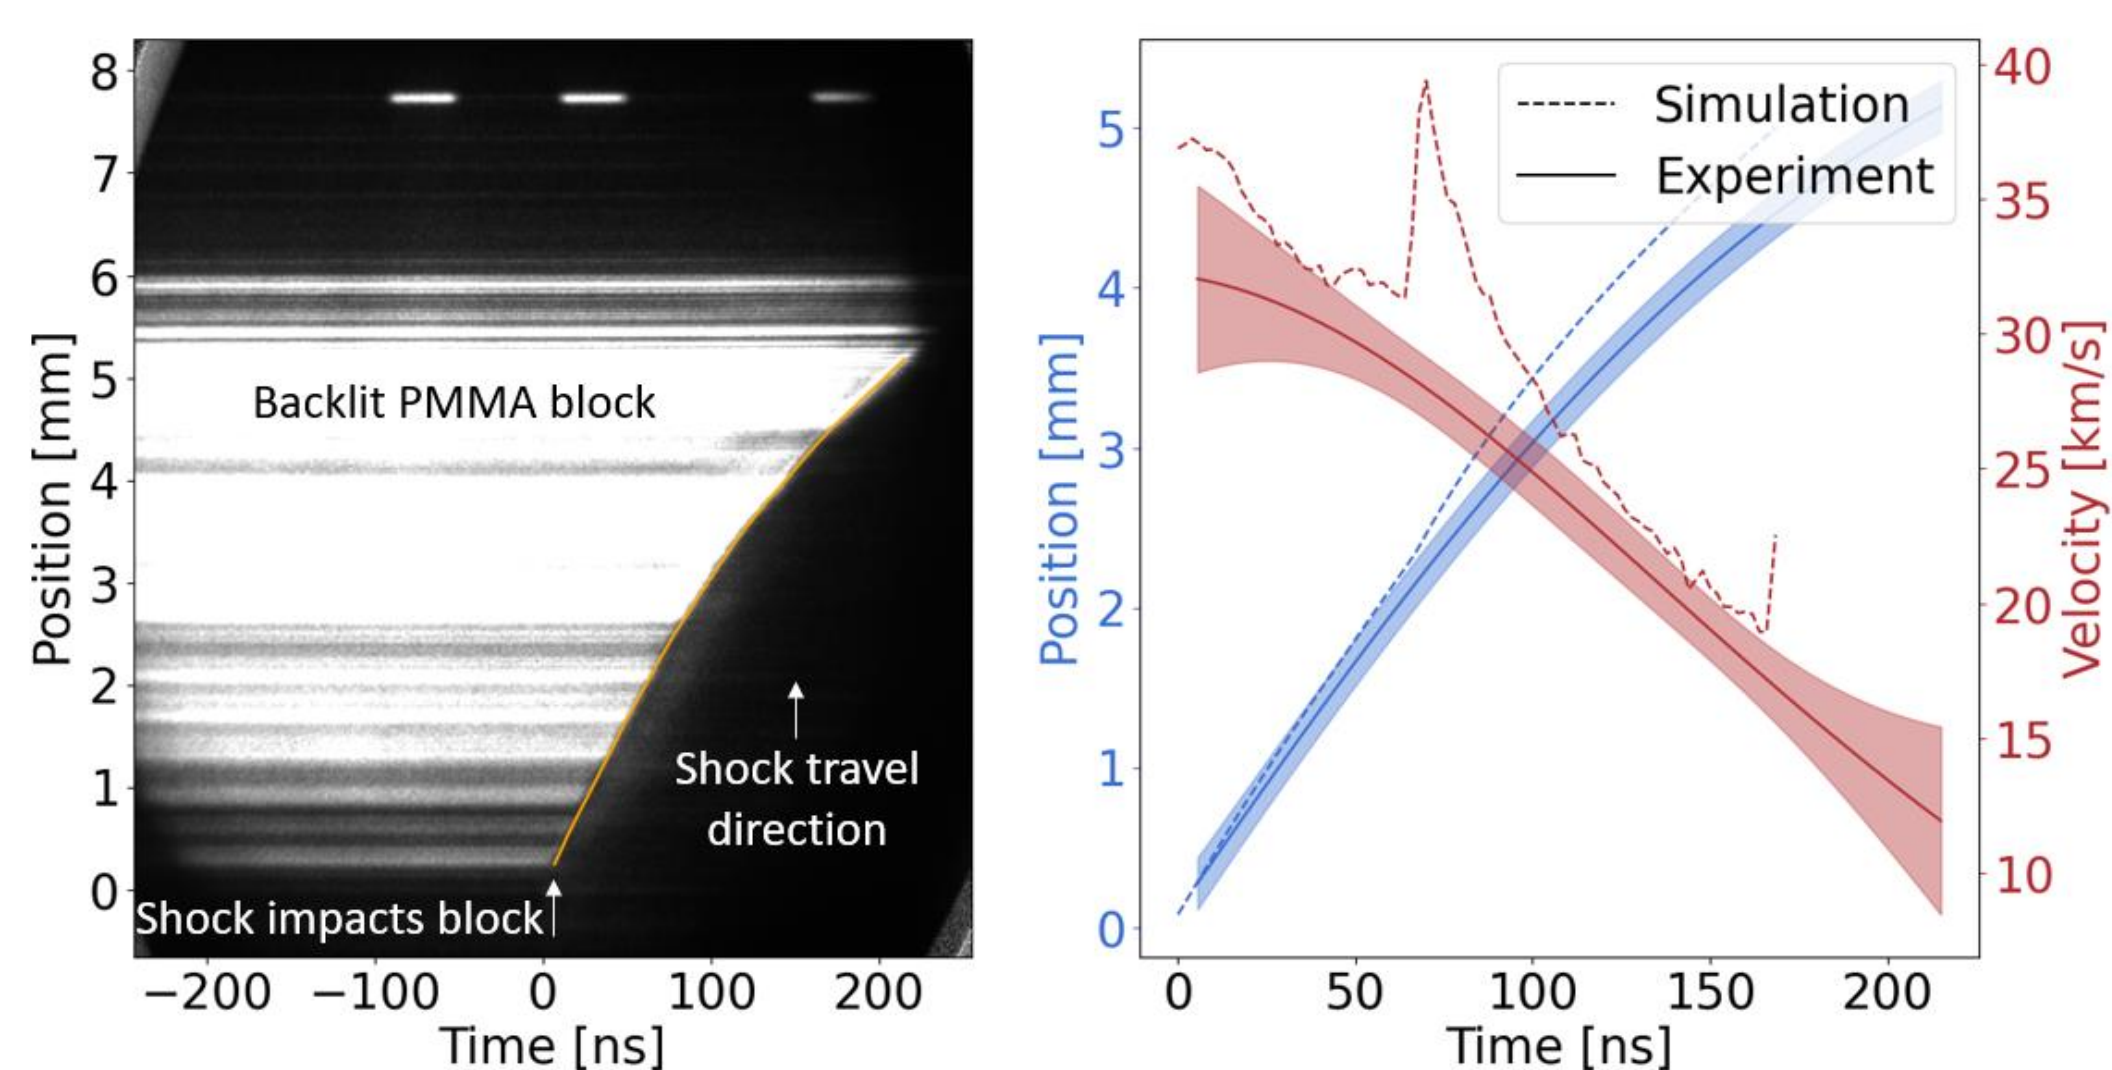 8
7
6
5
4
3
2
1
0
Position [mm]
Backlit PMMA block
Shock travel
direction
Shock impacts block
−200 −100 0 100 200
Time [ns]
5
4
3
2
1
0
Position [mm]
Simulation
Experiment
40
35
30
25
20
15
10
Velocity [km/s]
0 50 100 150 200
Time [ns]